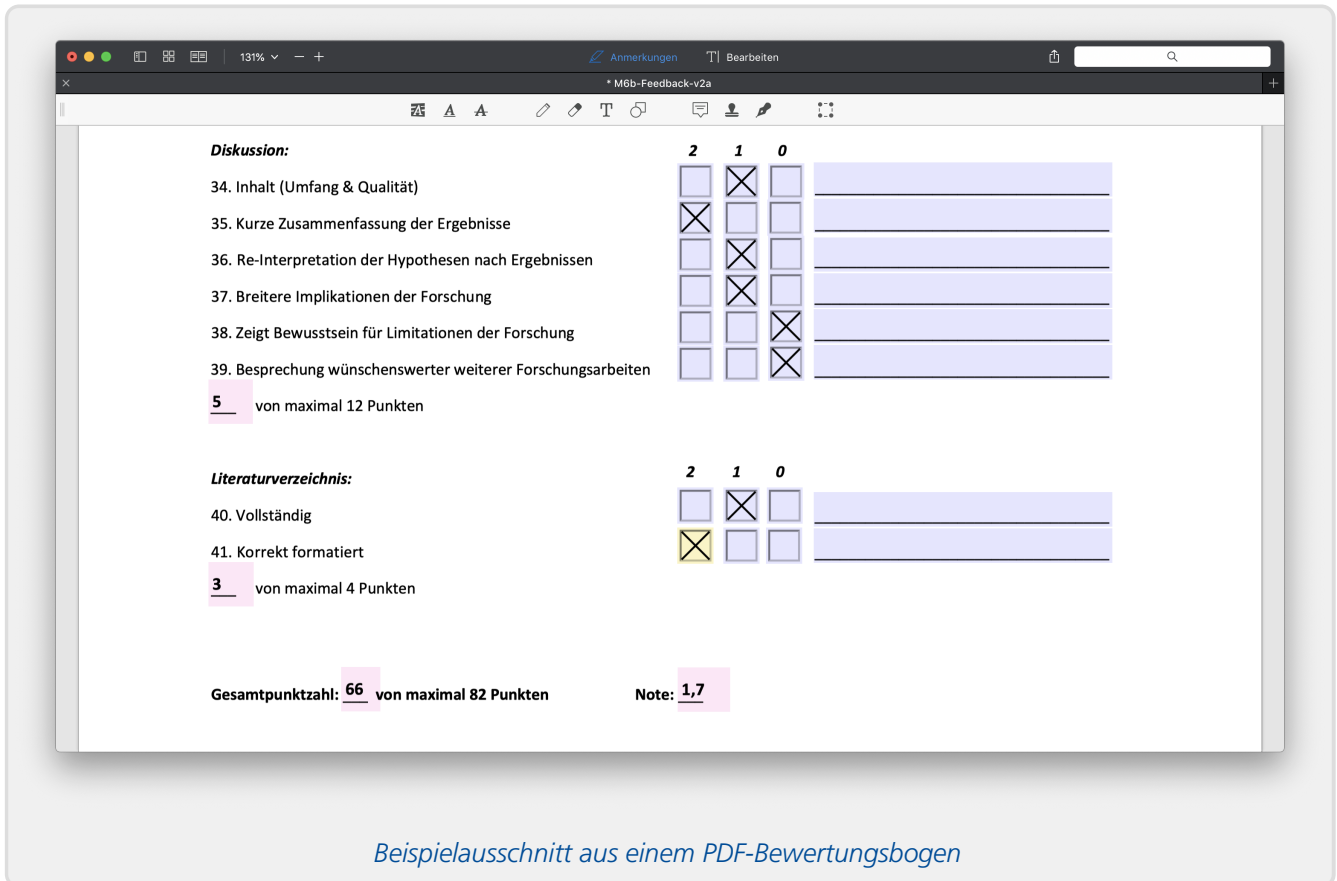 131%
Anmerkungen
T| Bearbeiten
* M6b-Feedback-v2a
Diskussion: 2 1 0
34. Inhalt (Umfang & Qualität)
35. Kurze Zusammenfassung der Ergebnisse
36. Re-Interpretation der Hypothesen nach Ergebnissen
37. Breitere Implikationen der Forschung
38. Zeigt Bewusstsein für Limitationen der Forschung
39. Besprechung wünschenswerter weiterer Forschungsarbeiten
5 von maximal 12 Punkten
Literaturverzeichnis: 2 1 0
40. Vollständig
41. Korrekt formatiert
3 von maximal 4 Punkten
Gesamtpunktzahl: 66 von maximal 82 Punkten Note: 1,7
Beispielausschnitt aus einem PDF-Bewertungsbogen